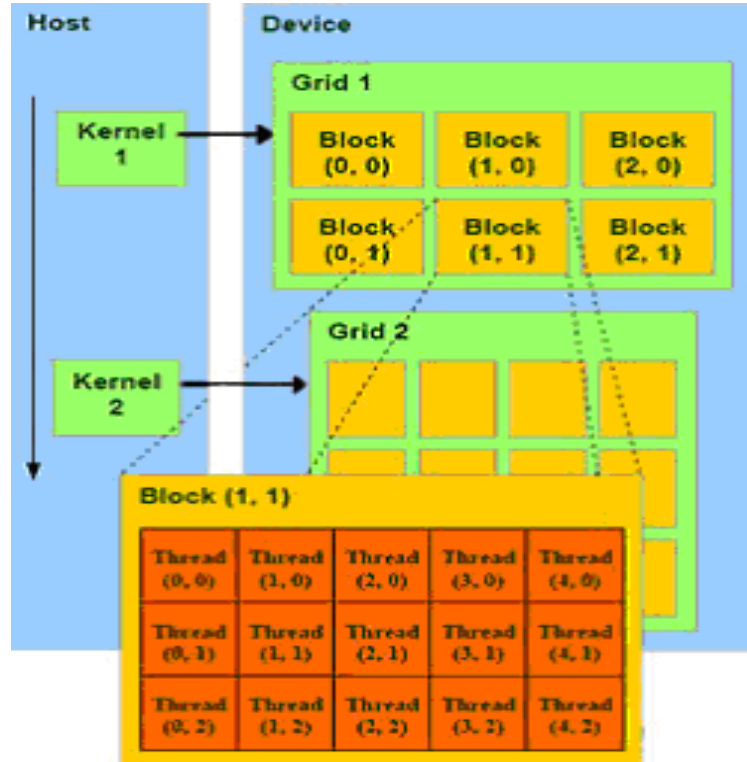 Host
Device
Grid 1
Kernel
1
Block
(0, 0)
Block
(1, 0)
Block
(2, 0)
Block
(0, 1)
Block
(1, 1)
Block
(2, 1)
Grid 2
Kernel
2
Block (1, 1)
Thread
(0, 0)
Thread
(1, 0)
Thread
(2, 0)
Thread
(3, 0)
Thread
(4, 0)
Thread
(0, 1)
Thread
(1, 1)
Thread
(2, 1)
Thread
(3, 1)
Thread
(4, 1)
Thread
(0, 2)
Thread
(1, 2)
Thread
(2, 2)
Thread
(3, 2)
Thread
(4, 2)